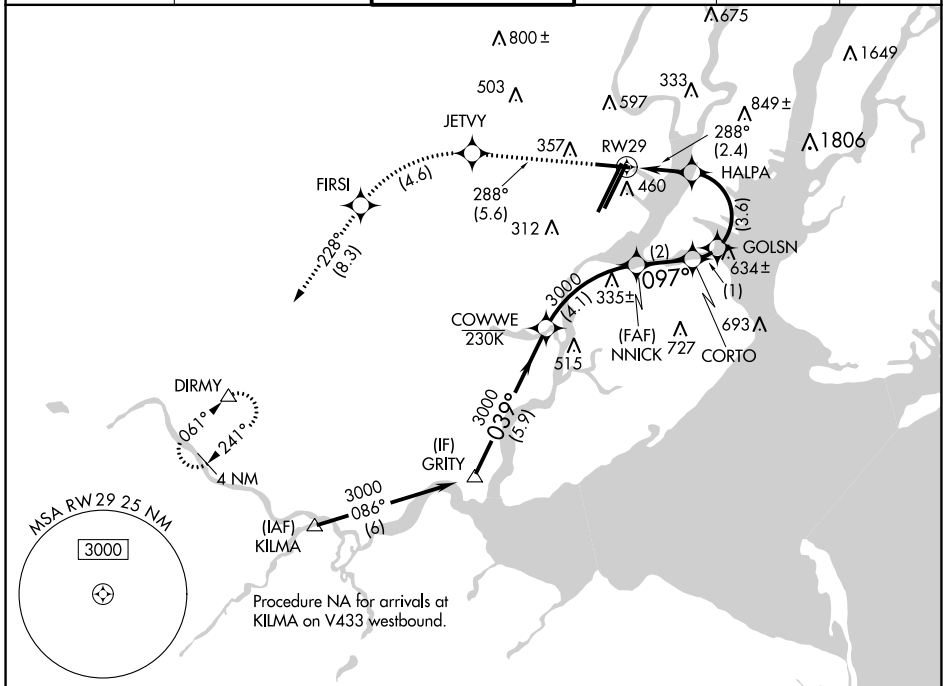 675
800 ±
1649
503
597
333
849 ±
JETVY
357
RW29
288°
(2.4)
1806
HALPA
FIRSI
(4.6)
288°
(5.6)
460
(3.6)
312
228°
(8.3)
GOLSN
(2)
097°
634 ±
(1)
3000
(4.1)
335 ±
COWWE
230K
(FAF)
NNICK
727
693
CORTO
515
DIRMY
061°
241°
4 NM
3000
039°
(5.9)
(IF)
GRITY
3000
086°
(6)
(IAF)
KILMA
MSA RW 29 25 NM
3000
Procedure NA for arrivals at
KILMA on V433 westbound.